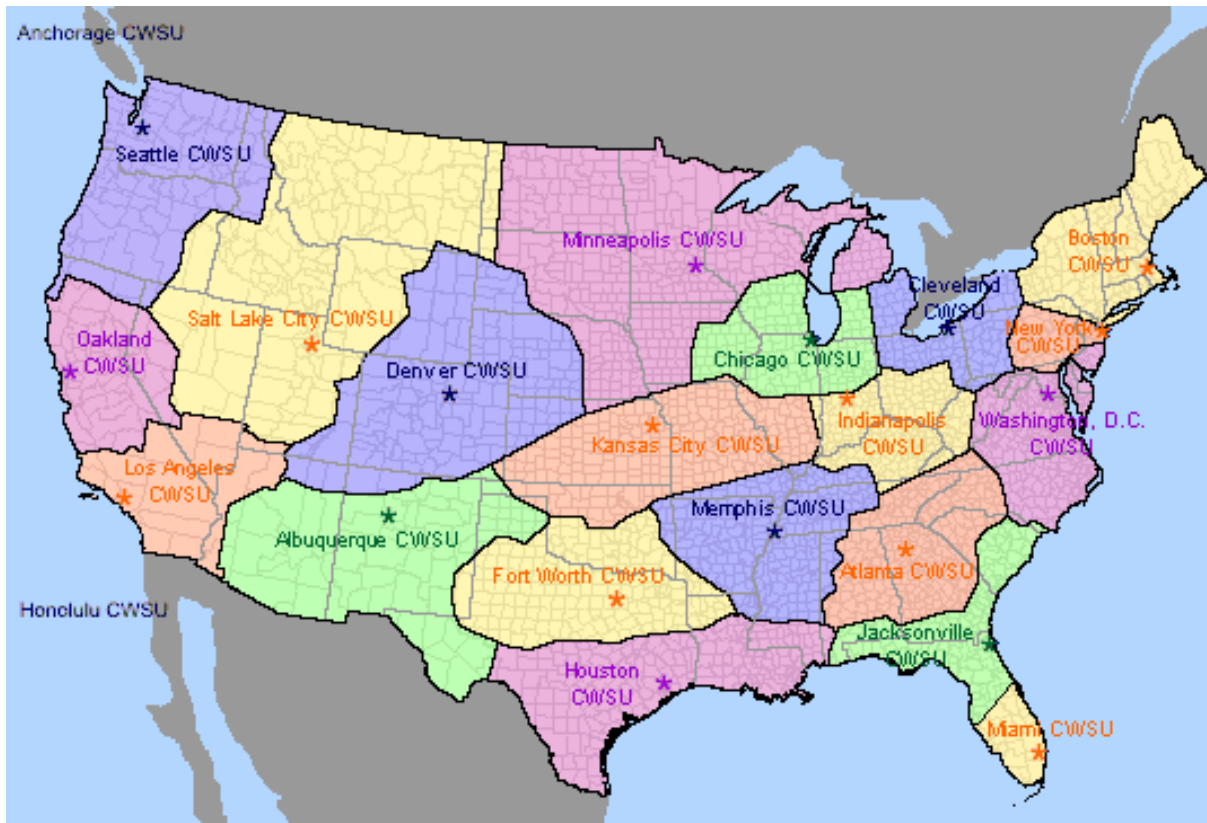 Anchorage CWSU
Seattle CWSU
Minneapolis CWSU
Boston
CWSU
Cleveland
CWSU
Salt Lake City CWSU
Oakland
CWSU
New York
CWSU
Chicago CWSU
Denver CWSU
Indianapolis
CWSU
Washington, D.C.
CWSU
Kansas City CWSU
Los Angeles
CWSU
Memphis CWSU
Albuquerque CWSU
Fort Worth CWSU
Atlanta CWSU
Honolulu CWSU
Jacksonville
CWSU
Houston
CWSU
Miami CWSU